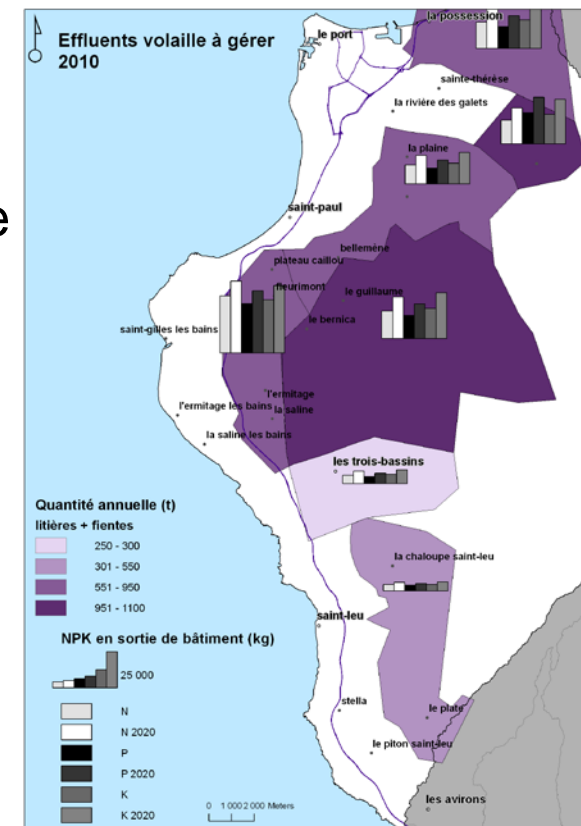 Effluents volaille à gérer
2010
la possession
le port
sainte-thérèse
la rivière des galets
la plaine
e
saint-paul
bellemène
plateau caillou
fleurimont
le guillaume
le bernica
saint-gilles les bains
l'ermitage
l'ermitage les bains
la saline
la saline les bains
les trois-bassins
Quantité annuelle (t)
litières + fientes
250 - 300
301 - 550
551 - 950
951 - 1100
la chaloupe saint-leu
saint-leu
NPK en sortie de bâtiment (kg)
25 000
N
N 2020
P
P 2020
K
K 2020
stella
le plate
le piton saint-leu
les avirons
0 1 000 2 000 Meters